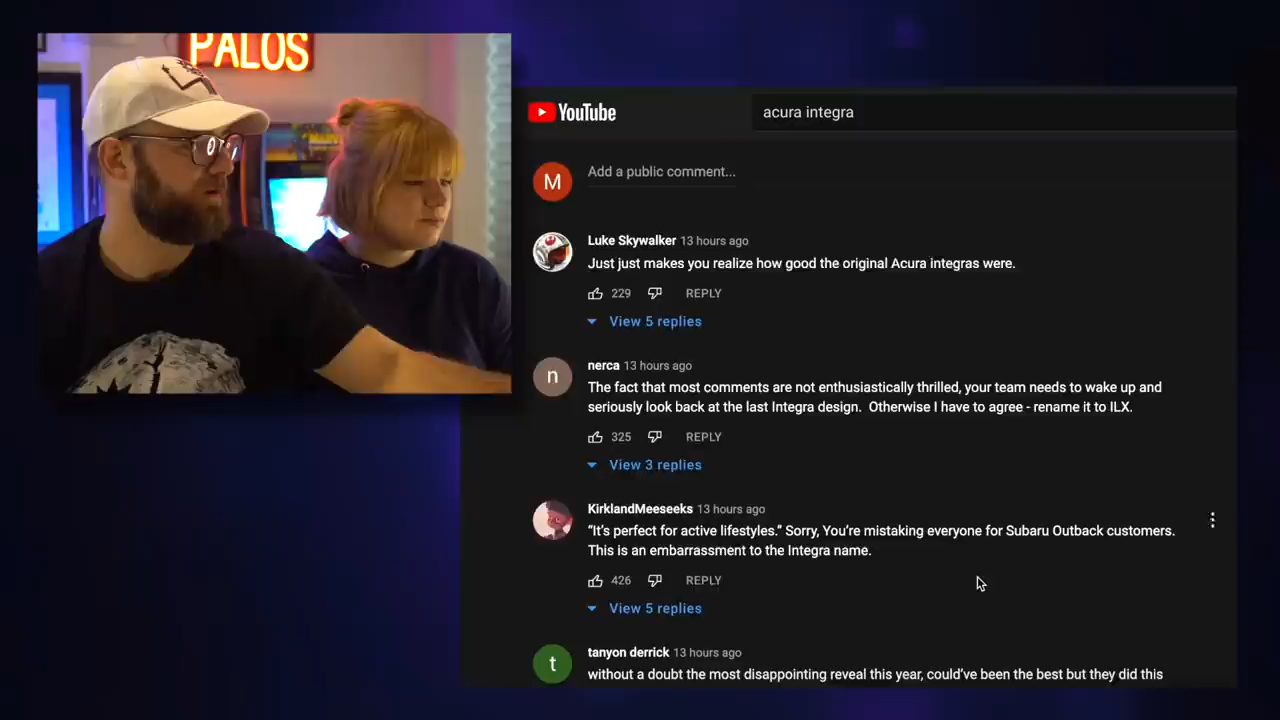 PALOS
YouTube
acura integra
M
Add a public comment...
Luke Skywalker 13 hours ago
Just just makes you realize how good the original Acura integras were.
229 REPLY
View 5 replies
n
nerca 13 hours ago
The fact that most comments are not enthusiastically thrilled, your team needs to wake up and
seriously look back at the last Integra design.  Otherwise I have to agree - rename it to ILX.
325 REPLY
View 3 replies
KirklandMeeseeks 13 hours ago
“It’s perfect for active lifestyles.” Sorry, You’re mistaking everyone for Subaru Outback customers.
This is an embarrassment to the Integra name.
426 REPLY
View 5 replies
t
tanyon derrick 13 hours ago
without a doubt the most disappointing reveal this year, could’ve been the best but they did this